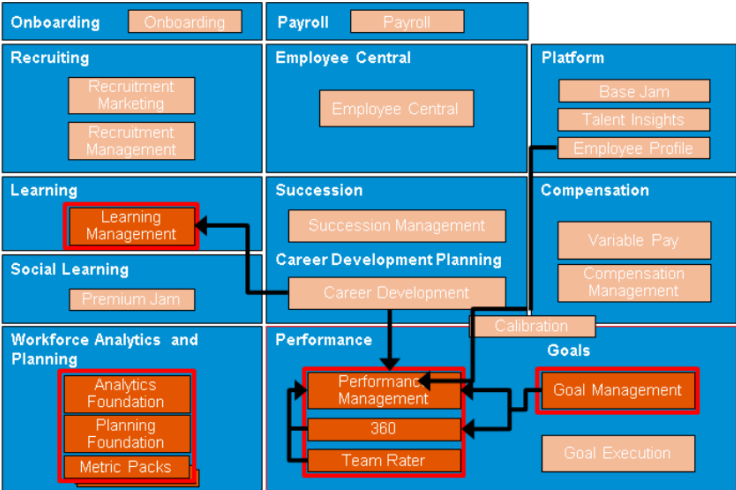 Onboarding
Onboarding
Payroll
Payroll
Recruiting
Recruitment
Marketing
Recruitment
Management
Employee Central
Employee Central
Platform
Base Jam
Talent Insights
Employee Profile
Learning
Learning
Management
Succession
Succession Management
Career Development Planning
Career Development
Compensation
Variable Pay
Compensation
Management
Social Learning
Premium Jam
Calibration
Workforce Analytics and
Planning
Analytics
Foundation
Planning
Foundation
Metric Packs
Performance
Performance
Management
360
Team Rater
Goals
Goal Management
Goal Execution